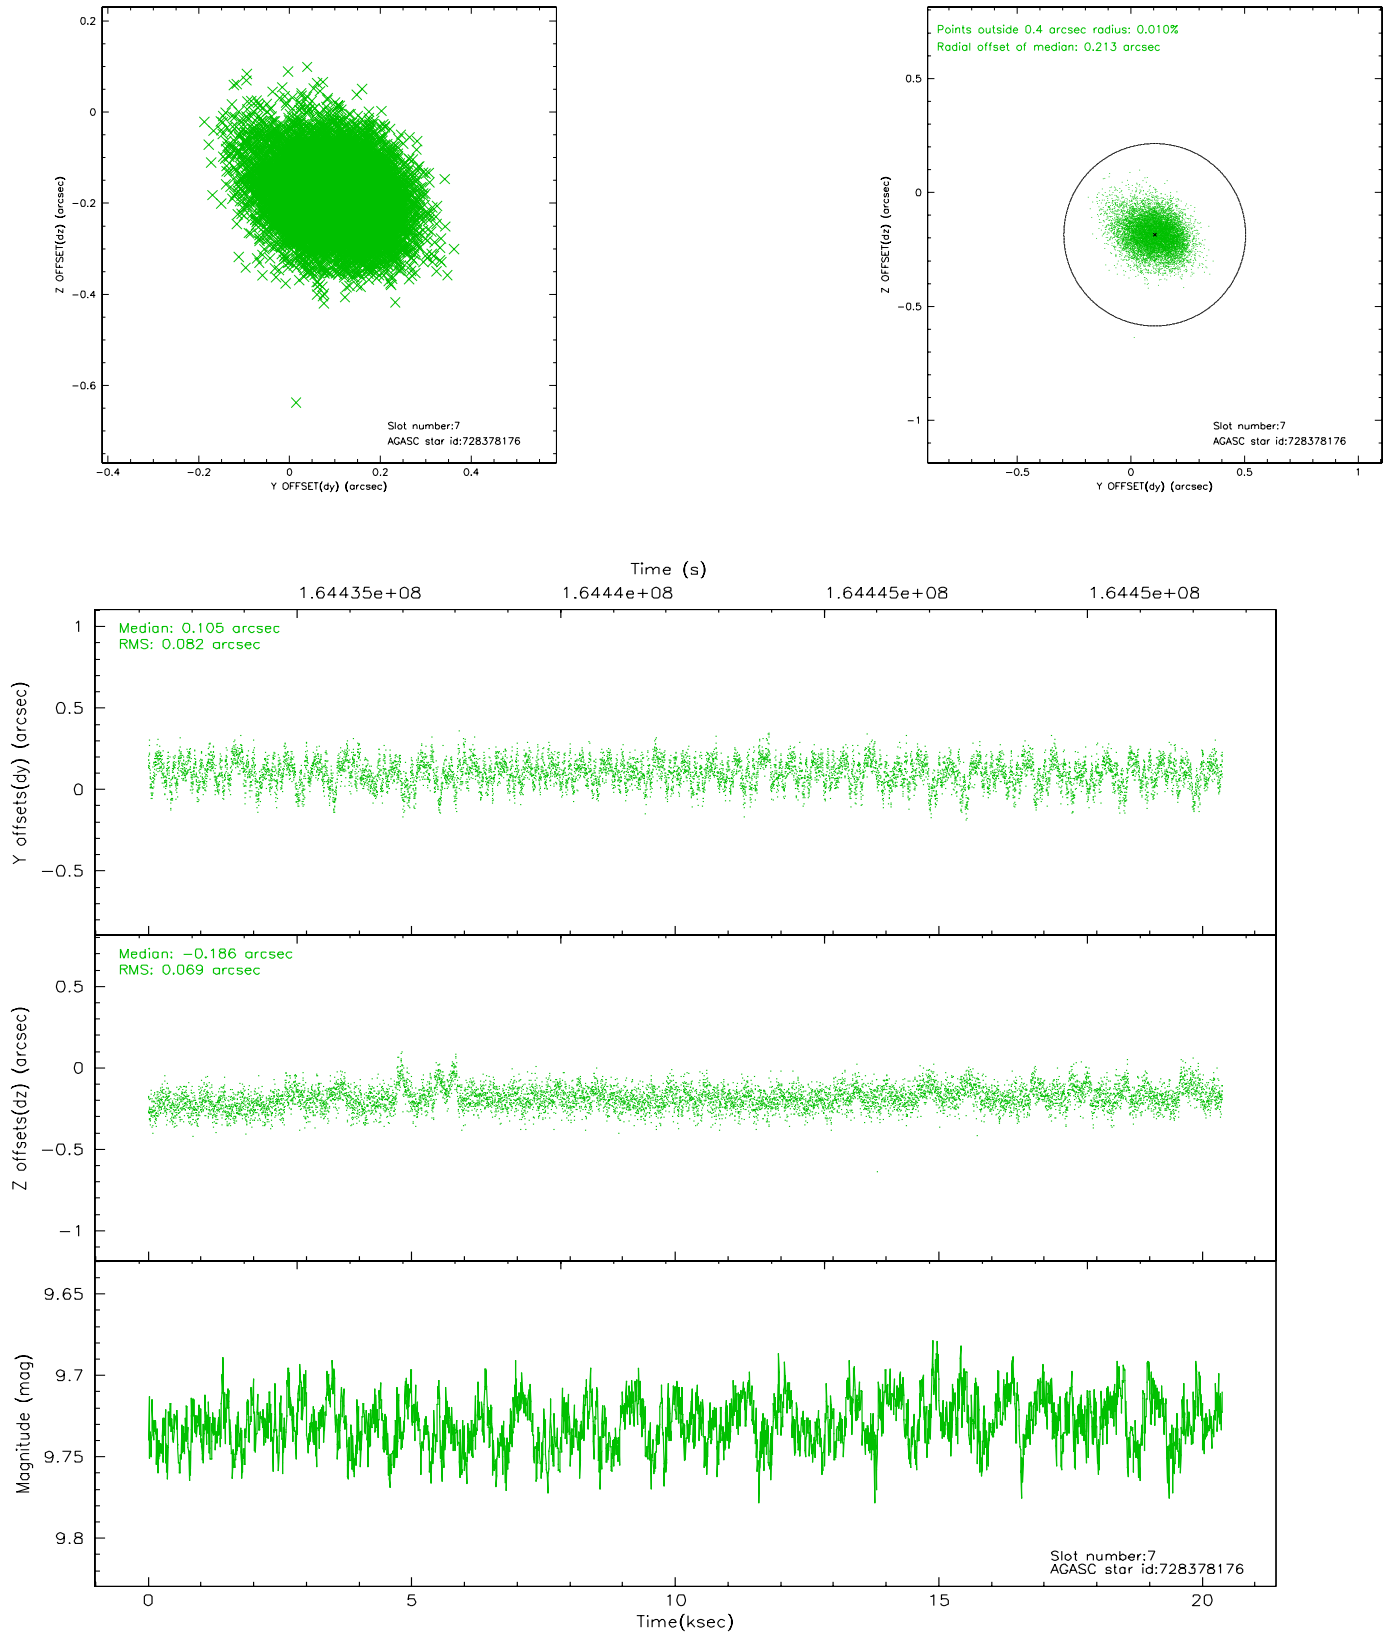 0.2
0
-0.2
-0.4
-0.6
Z OFFSET(dz) (arcsec)
Slot number:7
AGASC star id:728378176
-0.4 -0.2 0 0.2 0.4
Y OFFSET(dy) (arcsec)
Points outside 0.4 arcsec radius: 0.010%
Radial offset of median: 0.213 arcsec
0.5
0
-0.5
-1
Z OFFSET(dz) (arcsec)
Slot number:7
AGASC star id:728378176
-0.5 0 0.5 1
Y OFFSET(dy) (arcsec)
Time (s)
1.64435e+08 1.6444e+08 1.64445e+08 1.6445e+08
Median: 0.105 arcsec
RMS: 0.082 arcsec
1
0.5
0
-0.5
Y offsets(dy) (arcsec)
Median: -0.186 arcsec
RMS: 0.069 arcsec
0.5
0
-0.5
-1
Z offsets(dz) (arcsec)
9.65
9.7
9.75
9.8
Magnitude (mag)
Slot number:7
AGASC star id:728378176
0 5 10 15 20
Time(ksec)